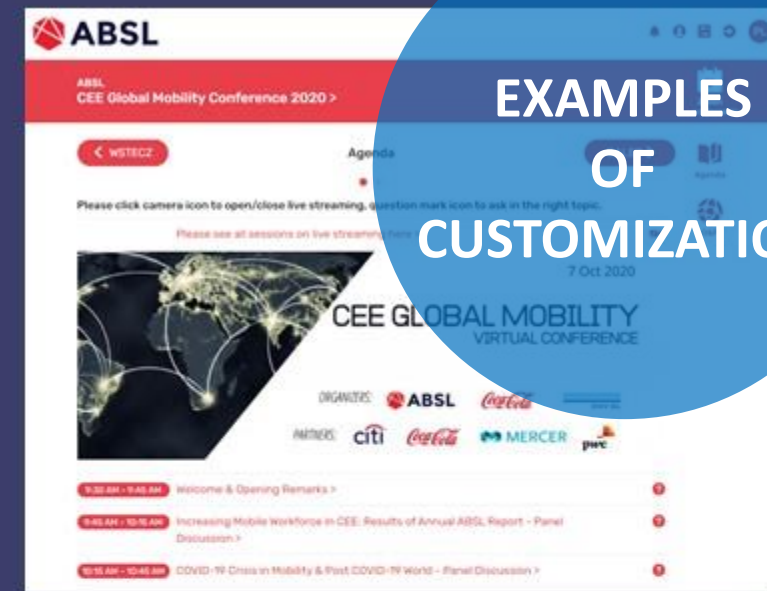 ABSL
ABSL
CEE Global Mobility Conference 2020 >
EXAMPLES
OF
CUSTOMIZATIO
< WSTECZ
Agenda
Agenda
Please click camera icon to open/close live streaming, question mark icon to ask in the right topic.
Please see all sessions on live streaming here
7 Oct 2020
CEE GLOBAL MOBILITY
VIRTUAL CONFERENCE
ORGANIZERS: ABSL Coca-Cola
PARTNERS: citi Coca-Cola MERCER pwc
9:30 AM - 9:45 AM Welcome & Opening Remarks > ?
9:45 AM - 10:15 AM Increasing Mobile Workforce in CEE: Results of Annual ABSL Report - Panel ?
Discussion >
10:15 AM - 10:45 AM COVID-19 Crisis in Mobility & Post COVID-19 World - Panel Discussion > ?